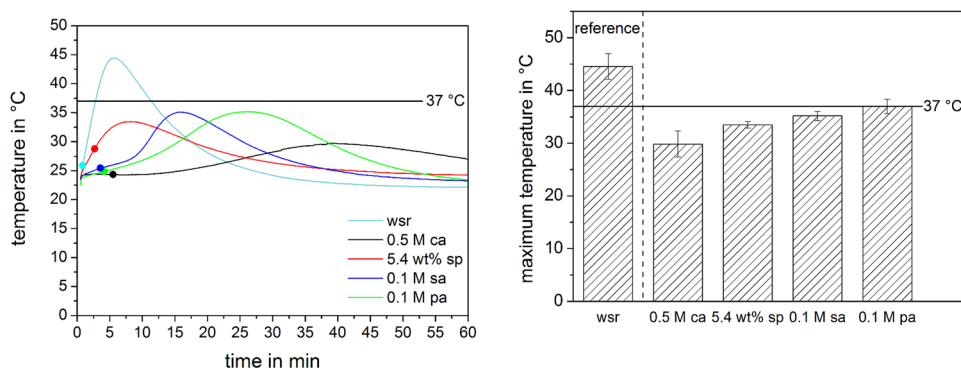 temperature in °C
50
45
40
35
30
25
20
15
10
5
0
37 °C
wsr
0.5 M ca
5.4 wt% sp
0.1 M sa
0.1 M pa
0 5 10 15 20 25 30 35 40 45 50 55 60
time in min
maximum temperature in °C
50
40
30
20
10
0
reference
37 °C
wsr 0.5 M ca 5.4 wt% sp 0.1 M sa 0.1 M pa